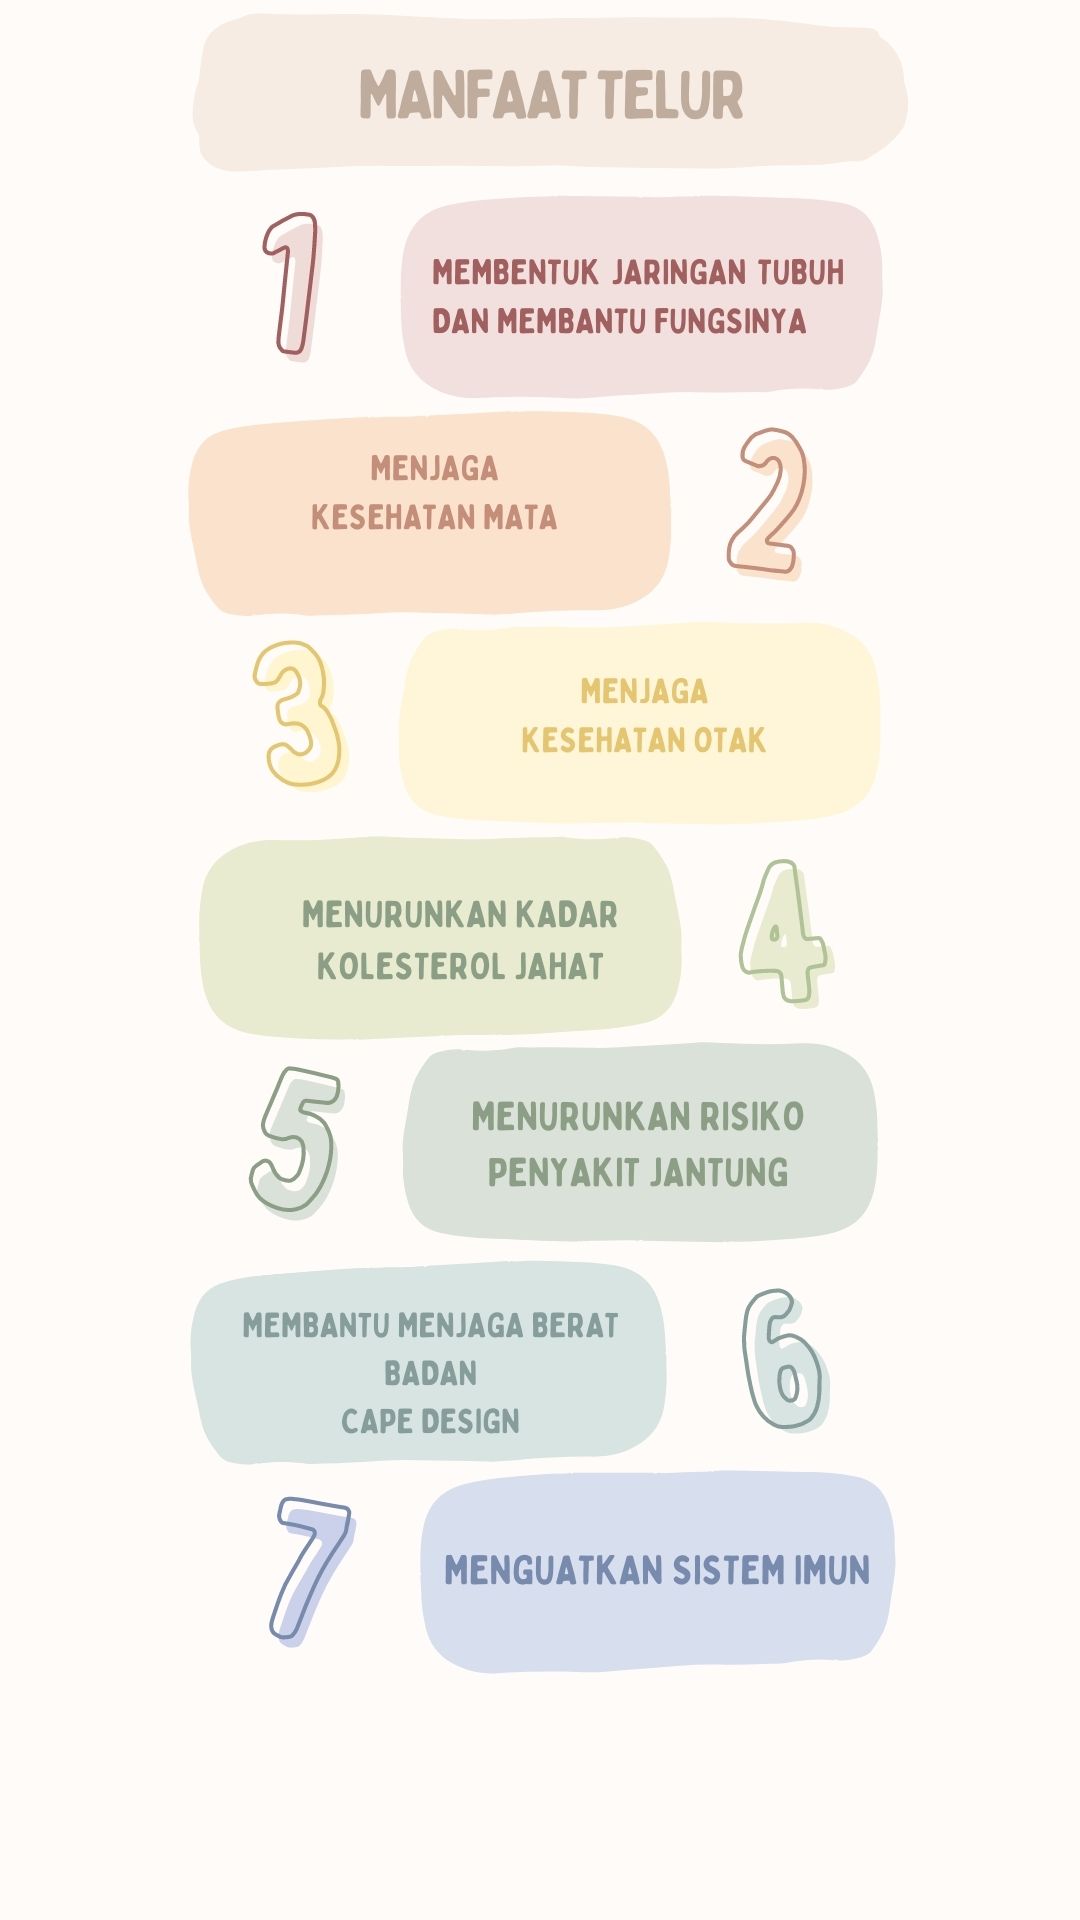 MANFAAT TELUR
1
MEMBENTUK JARINGAN TUBUH
DAN MEMBANTU FUNGSINYA
MENJAGA
KESEHATAN MATA
2
3
MENJAGA
KESEHATAN OTAK
MENURUNKAN KADAR
KOLESTEROL JAHAT
4
5
MENURUNKAN RISIKO
PENYAKIT JANTUNG
MEMBANTU MENJAGA BERAT
BADAN
CAPE DESIGN
6
7
MENGUATKAN SISTEM IMUN